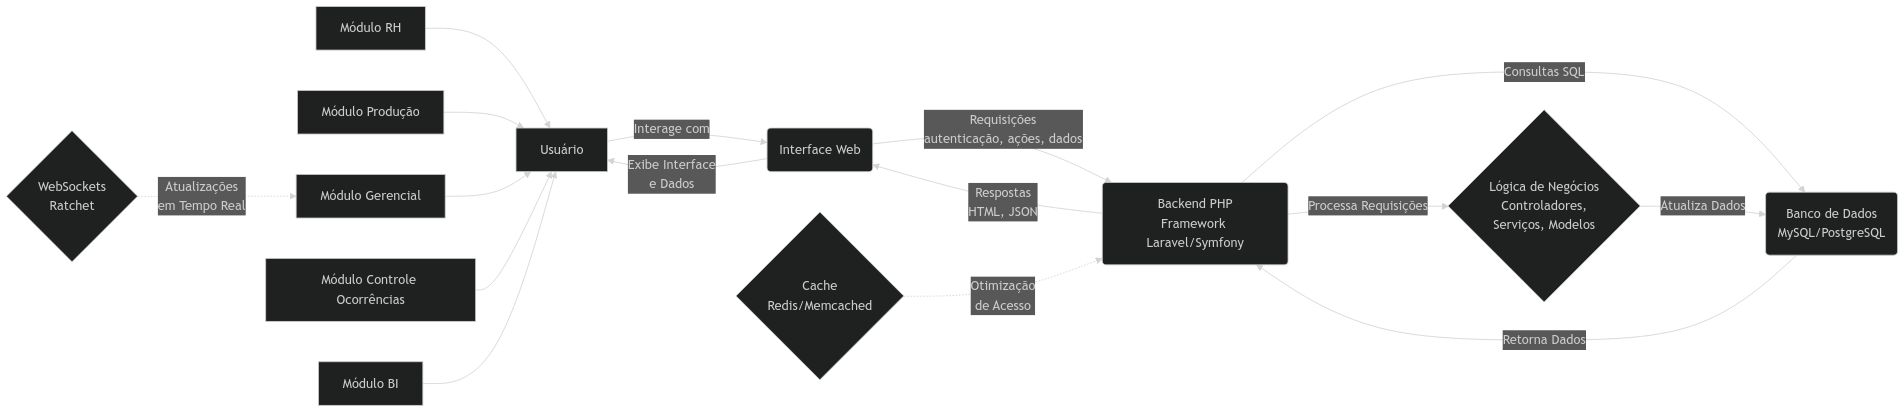 WebSockets
Ratchet
Atualizações
em Tempo Real
Módulo RH
Módulo Produção
Módulo Gerencial
Módulo Controle
Ocorrências
Módulo BI
Usuário
Interage com
Exibe Interface
e Dados
Interface Web
Cache
Redis/Memcached
Requisições
autenticação, ações, dados
Respostas
HTML, JSON
Otimização
de Acesso
Backend PHP
Framework
Laravel/Symfony
Consultas SQL
Processa Requisições
Lógica de Negócios
Controladores,
Serviços, Modelos
Atualiza Dados
Retorna Dados
Banco de Dados
MySQL/PostgreSQL